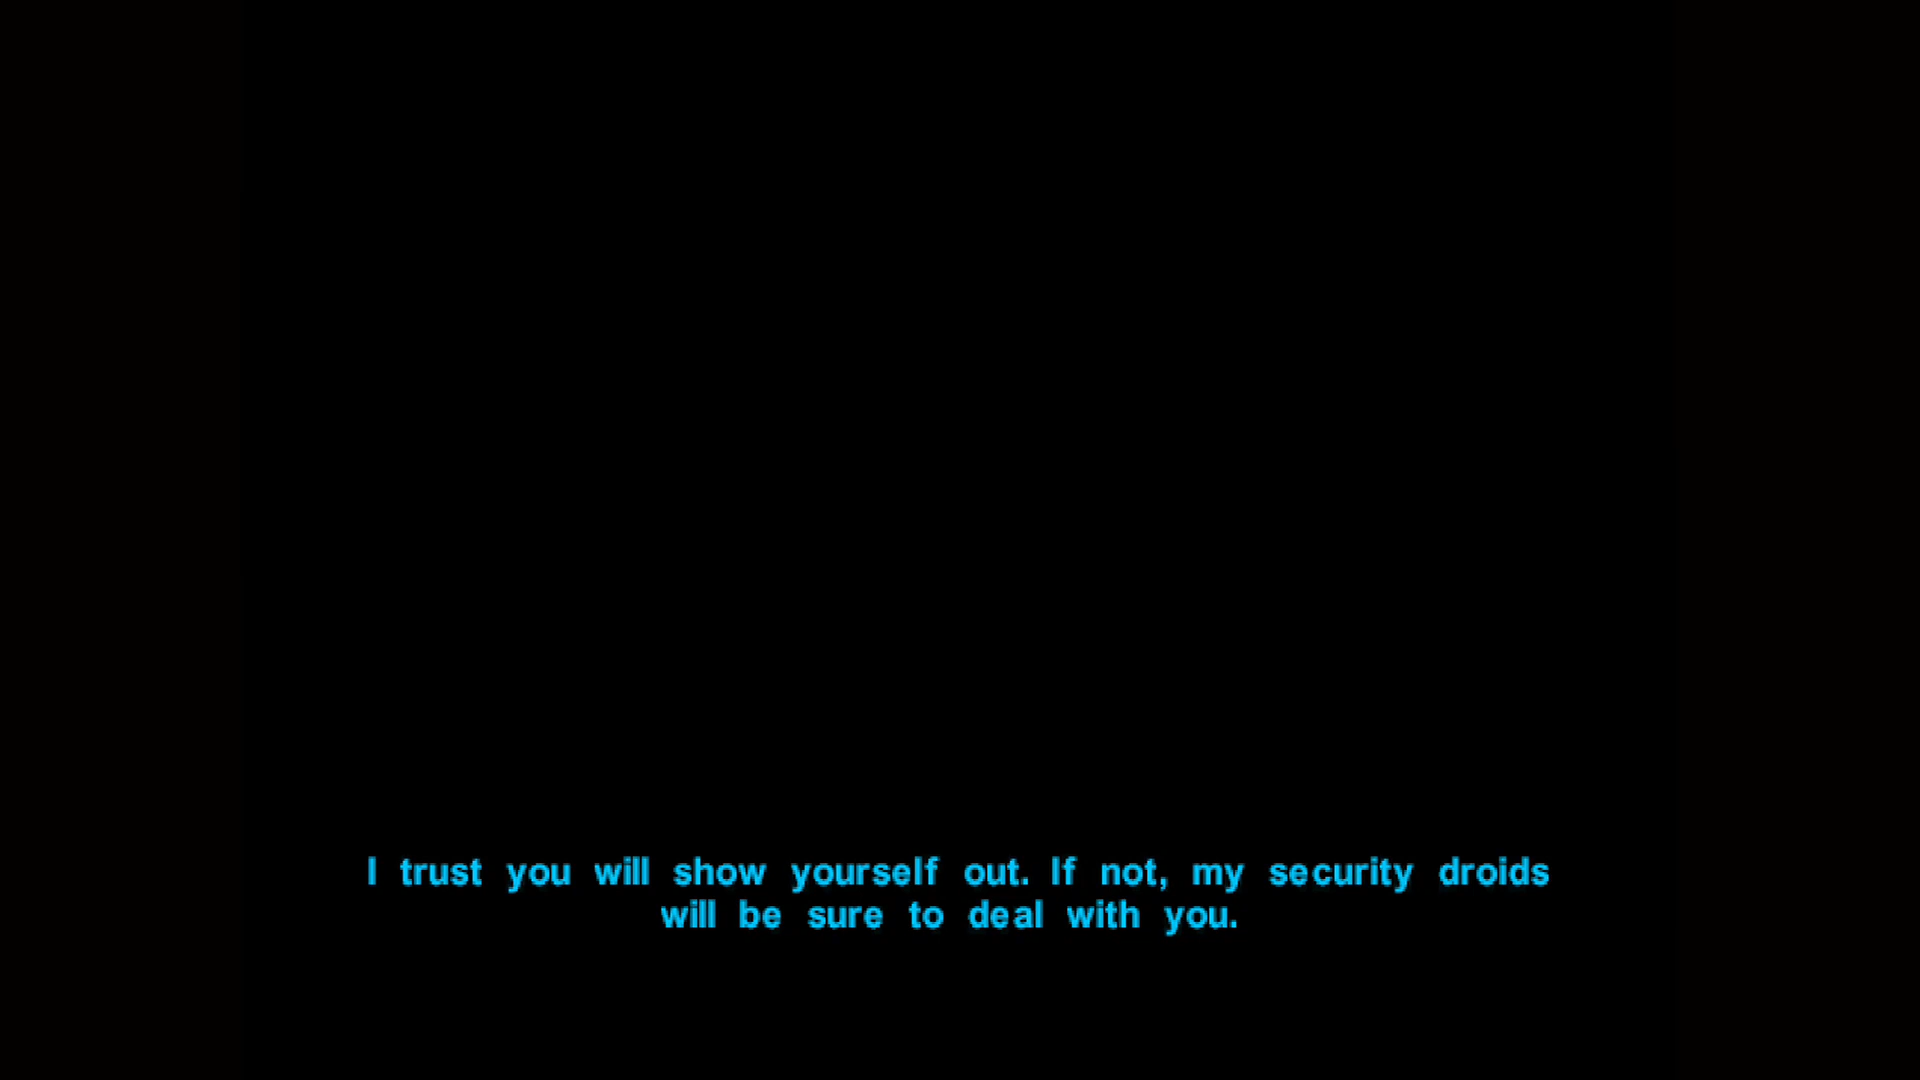 I trust you will show yourself out. If not, my security droids
will be sure to deal with you.